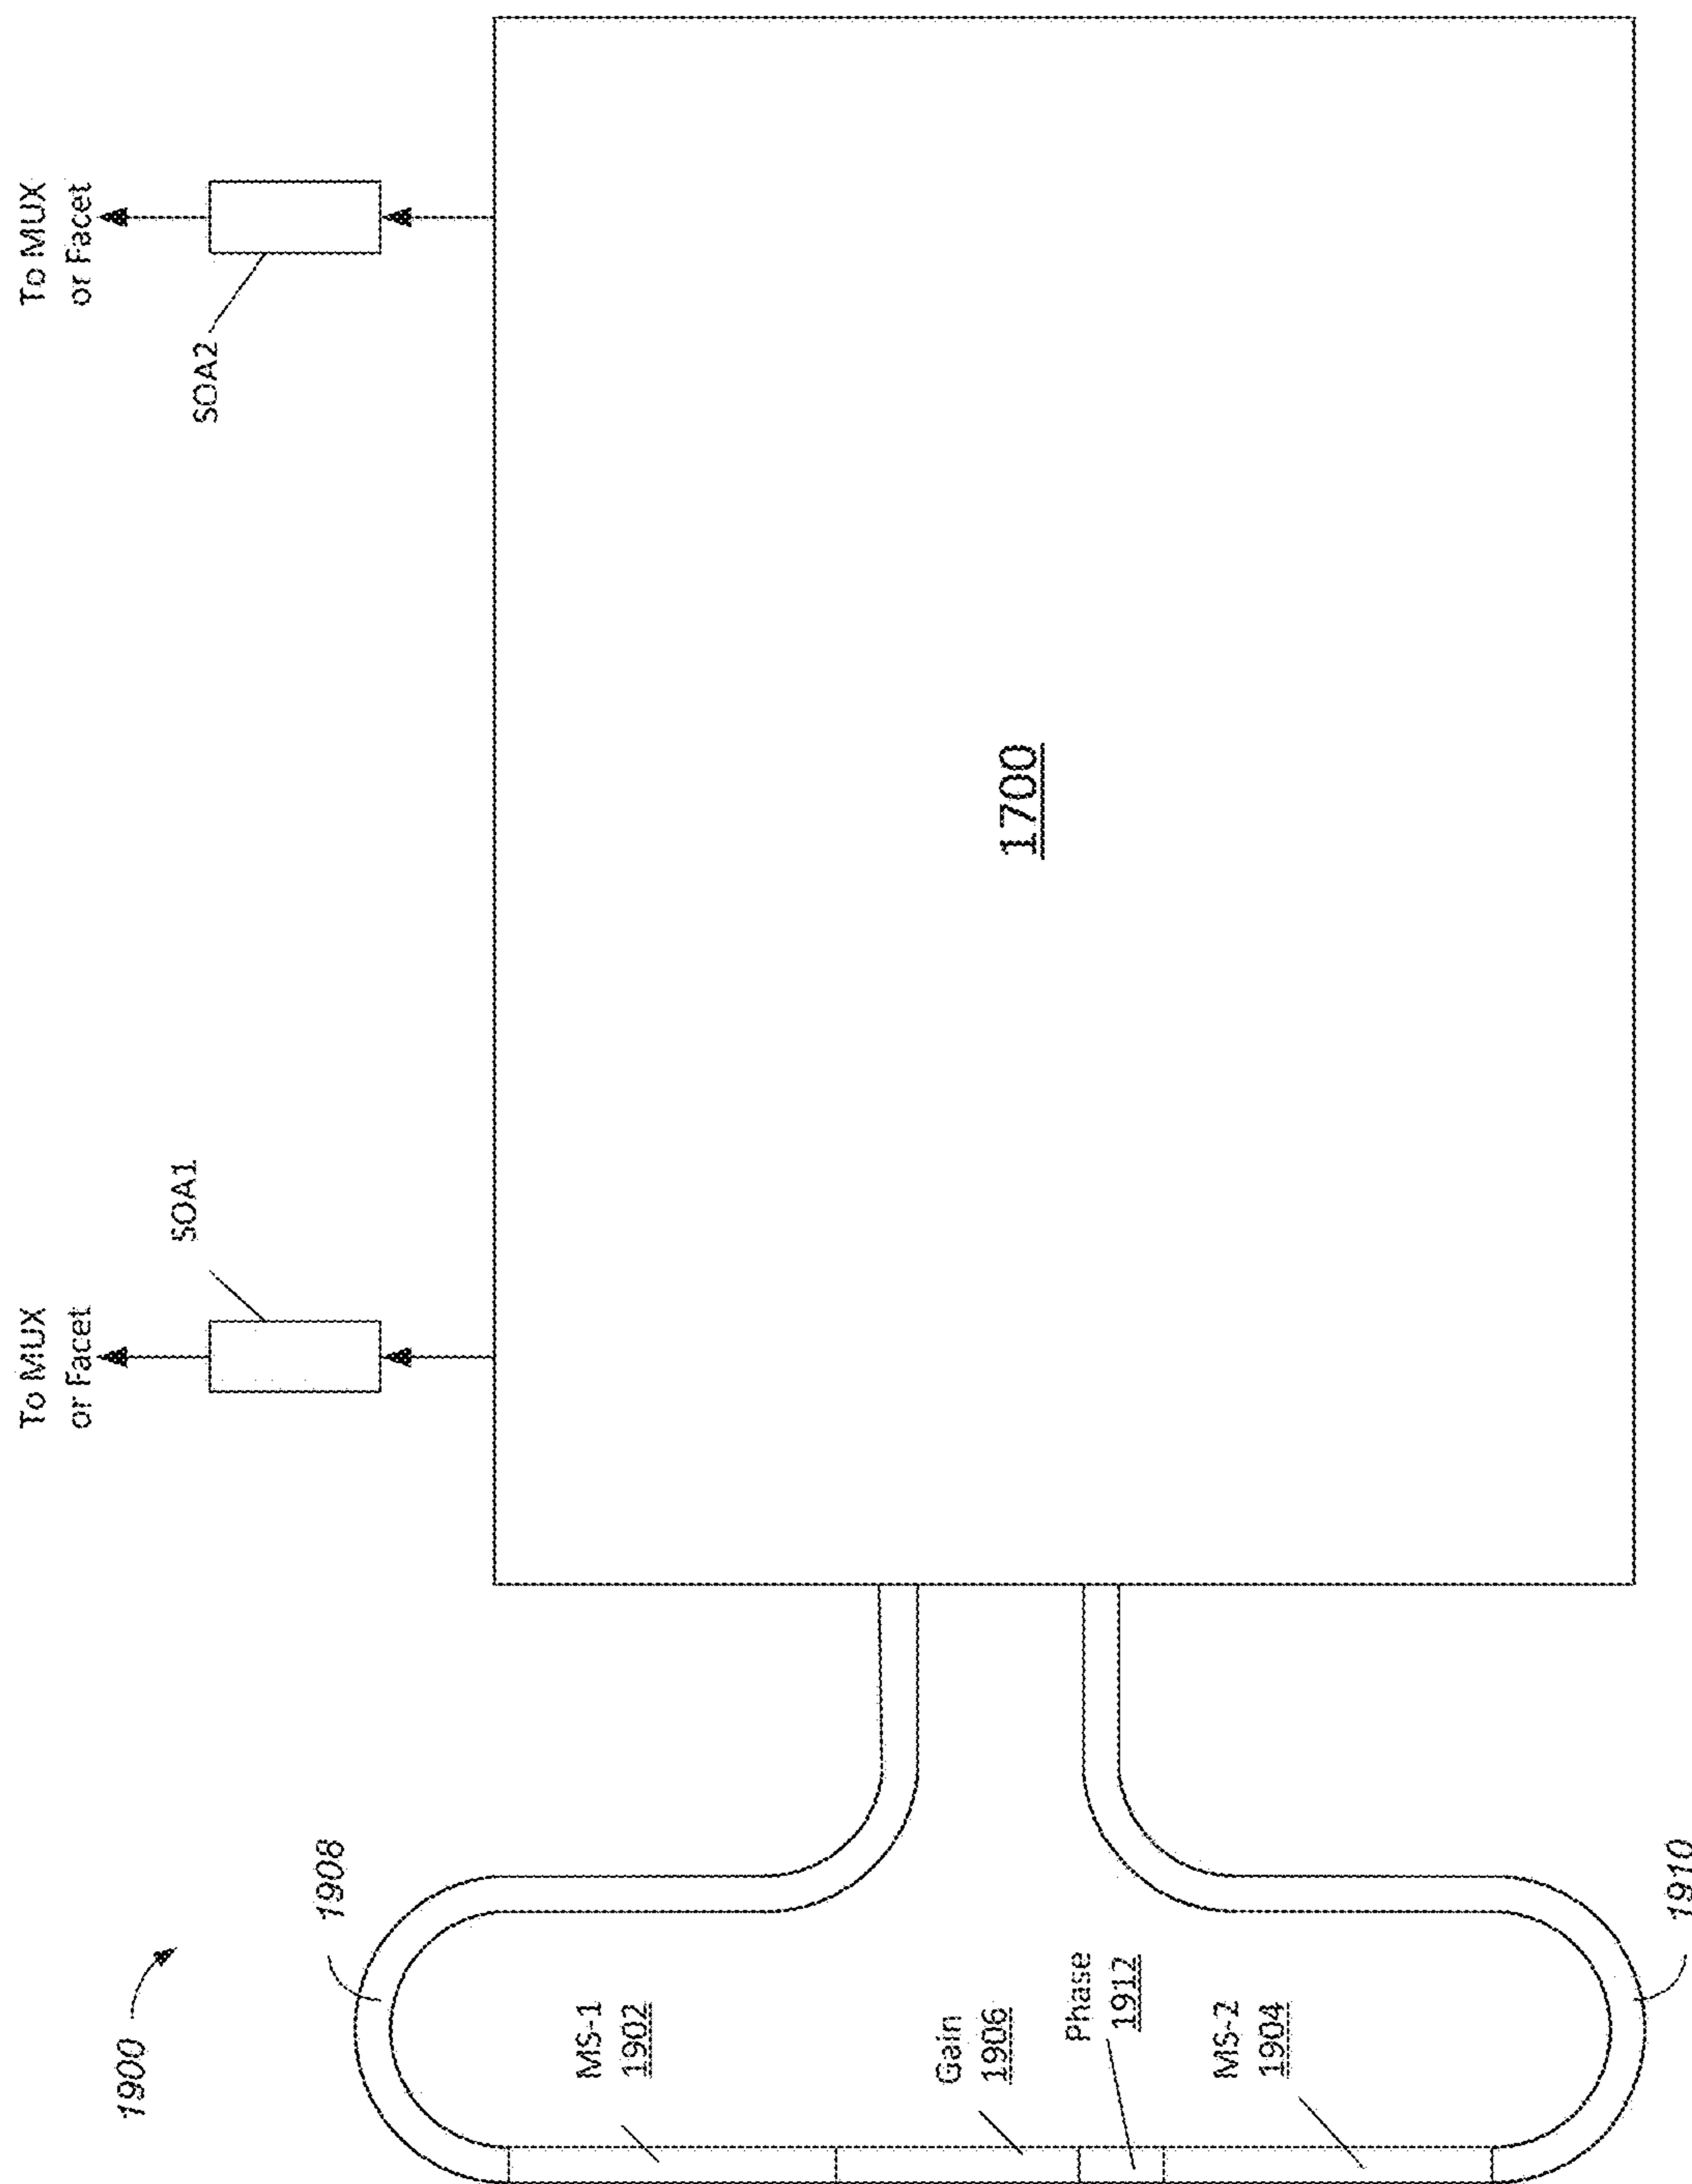 1900
1908
MS-1
1902
Gain
1906
Phase
1912
MS-2
1904
1910
To MUX
or Facet
SOA1
1700
To MUX
or Facet
SOA2